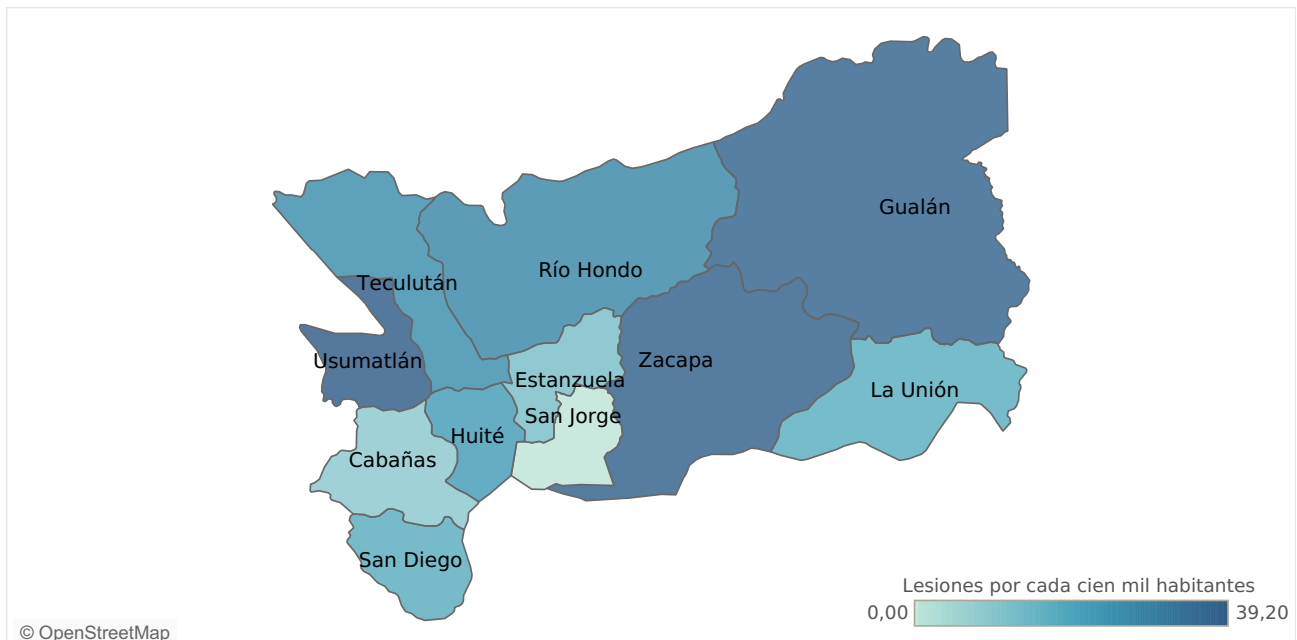 Gualán
Río Hondo
Teculután
Usumatlán
Zacapa
Estanzuela
La Unión
San Jorge
Huité
Cabañas
San Diego
Lesiones por cada cien mil habitantes
0,00
39,20
© OpenStreetMap